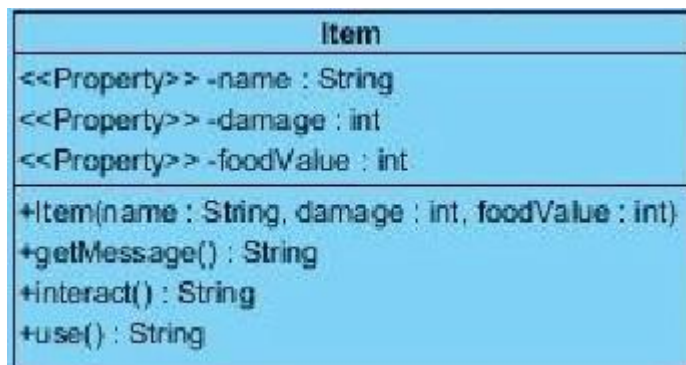 Item
<<Property>> -name : String
<<Property>> -damage : int
<<Property>> -foodValue : int
+Item(name : String, damage : int, foodValue : int)
+getMessage() : String
+interact() : String
+use() : String